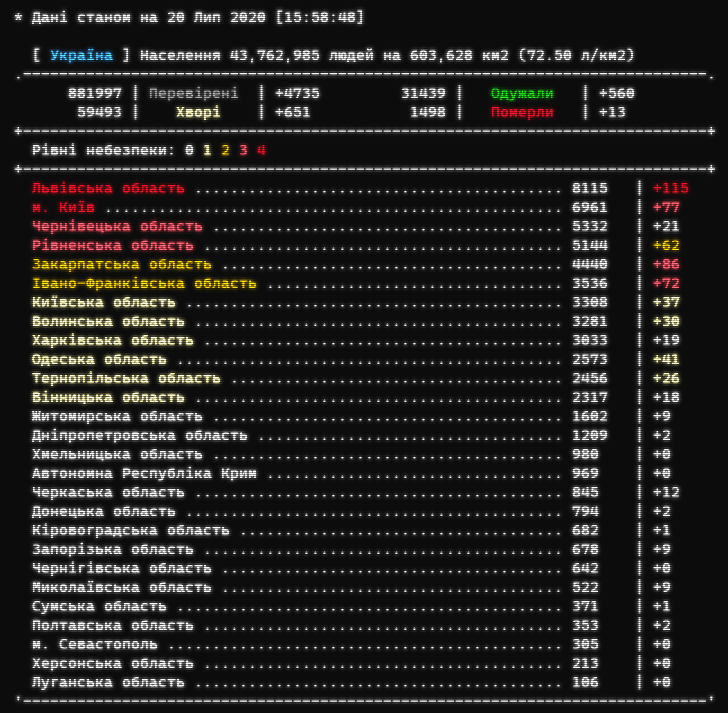 * Дані станом на 20 Лип 2020 [15:58:48]
[ Україна ] Населення 43,762,985 людей на 603,628 км2 (72.50 л/км2)
881997 | Перевірені | +4735 31439 | Одужали | +560
59493 | Хворі | +651 1498 | Померли | +13
Рівні небезпеки: 0 1 2 3 4
Львівська область ......................................... 8115 | +115
м. Київ ................................................... 6961 | +77
Чернівецька область ....................................... 5332 | +21
Рівненська область ........................................ 5144 | +62
Закарпатська область ...................................... 4440 | +86
Івано-Франківська область ................................. 3536 | +72
Київська область .......................................... 3308 | +37
Волинська область ......................................... 3281 | +30
Харківська область ........................................ 3033 | +19
Одеська область ........................................... 2573 | +41
Тернопільська область ..................................... 2456 | +26
Вінницька область ......................................... 2317 | +18
Житомирська область ....................................... 1602 | +9
Дніпропетровська область .................................. 1209 | +2
Хмельницька область ....................................... 980 | +0
Автономна Республіка Крим ................................. 969 | +0
Черкаська область ......................................... 845 | +12
Донецька область .......................................... 794 | +2
Кіровоградська область .................................... 682 | +1
Запорізька область ........................................ 678 | +9
Чернігівська область ...................................... 642 | +0
Миколаївська область ...................................... 522 | +9
Сумська область ........................................... 371 | +1
Полтавська область ........................................ 353 | +2
м. Севастополь ............................................ 305 | +0
Херсонська область ........................................ 213 | +0
Луганська область ......................................... 106 | +0